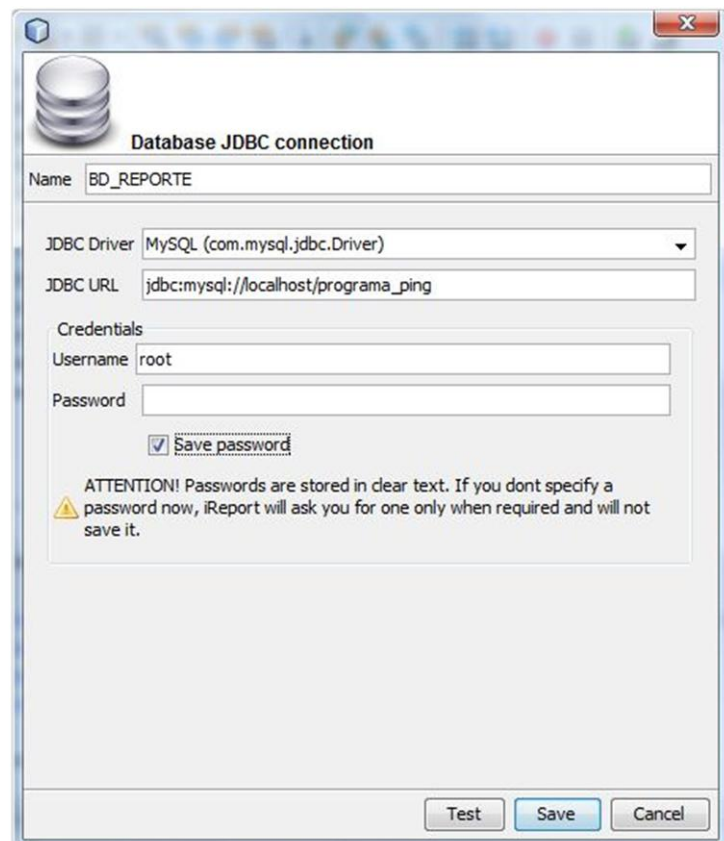 Database JDBC connection
Name BD_REPORTE
JDBC Driver MySQL (com.mysql.jdbc.Driver)
JDBC URL jdbc:mysql://localhost/programa_ping
Credentials
Username root
Password
Save password
ATTENTION! Passwords are stored in clear text. If you dont specify a
password now, iReport will ask you for one only when required and will not
save it.
Test Save Cancel